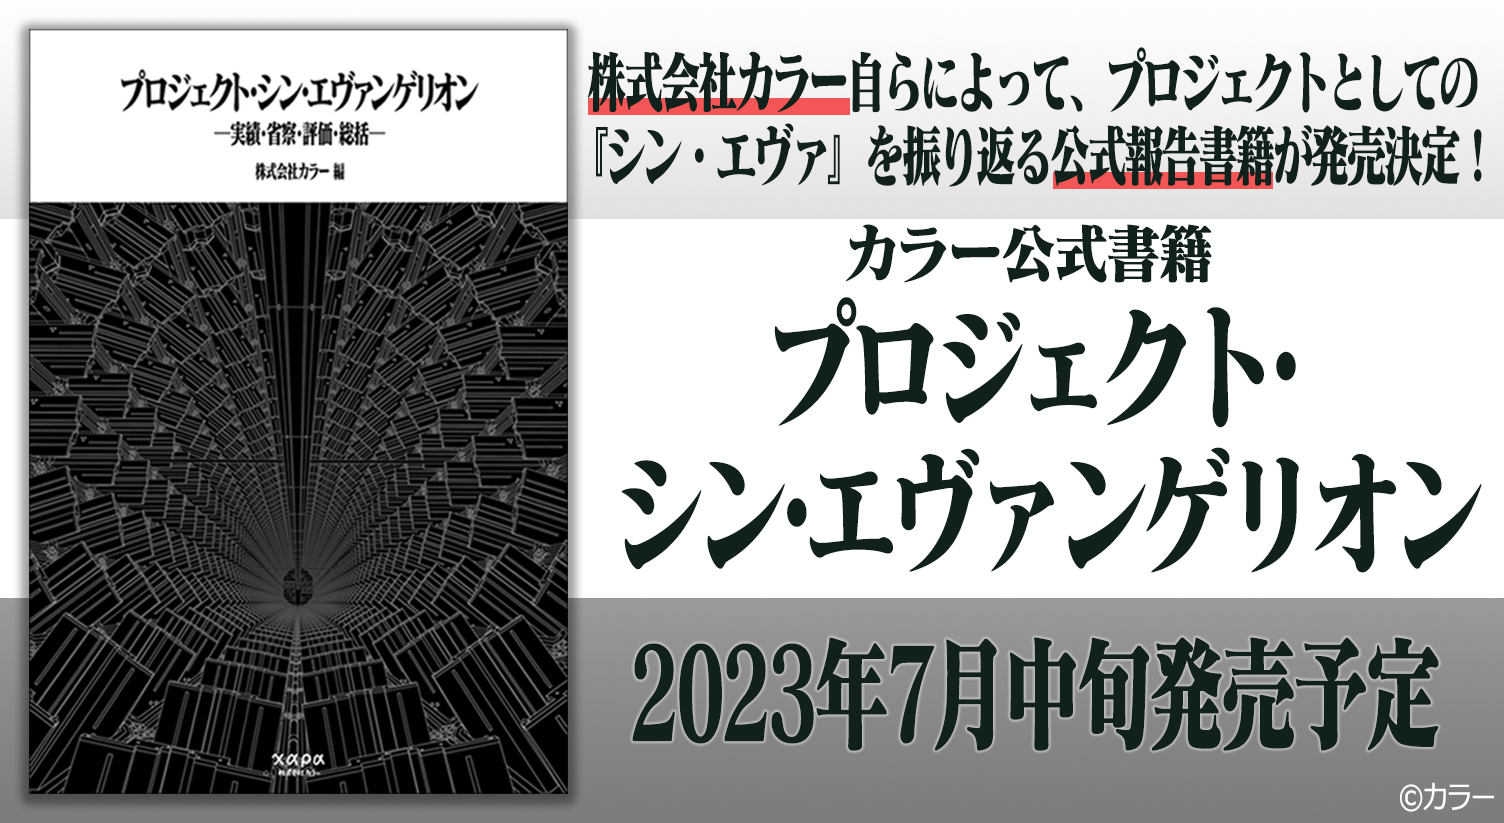 プロジェクト・シン・エヴァンゲリオン
―実績・省察・評価・総括―
株式会社カラー 編
χαρα
株式会社カラー自らによって、プロジェクトとしての
『シン・エヴァ』を振り返る公式報告書籍が発売決定！
カラー公式書籍
プロジェクト・
シン・エヴァンゲリオン
2023年7月中旬発売予定
©カラー